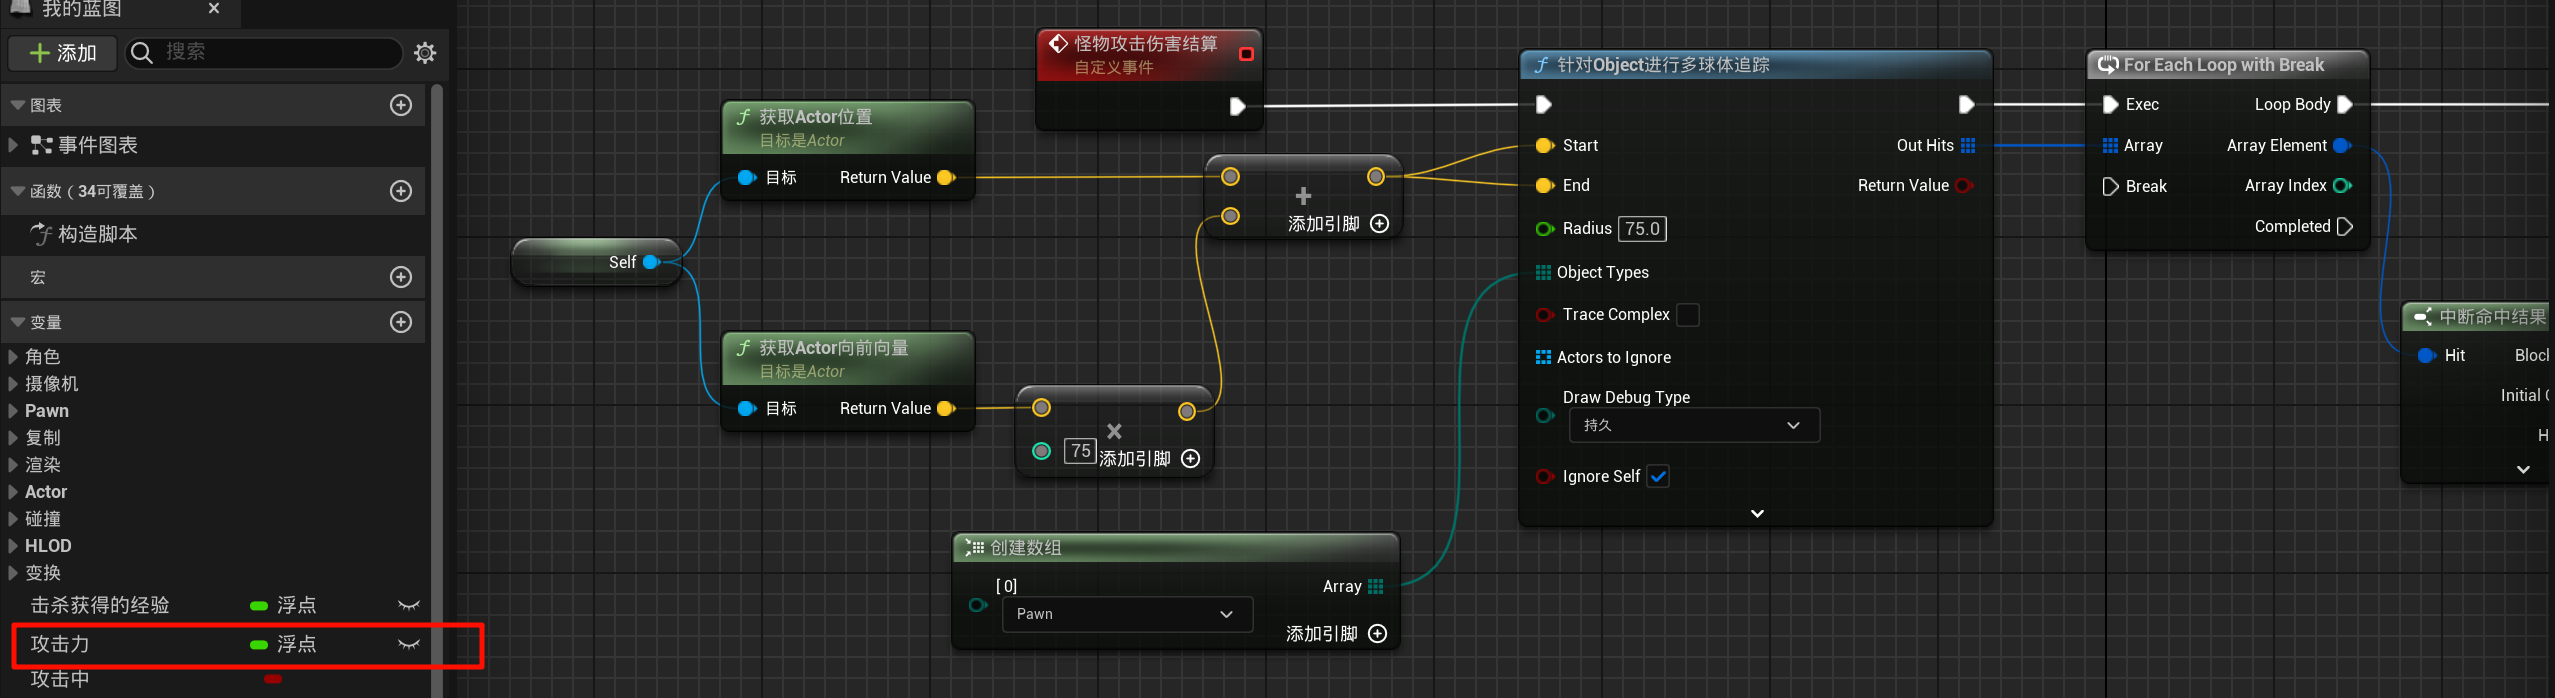 我的蓝图
添加
搜索
图表
事件图表
函数（34可覆盖）
构造脚本
宏
变量
角色
摄像机
Pawn
复制
渲染
Actor
碰撞
HLOD
变换
击杀获得的经验 浮点
攻击力 浮点
攻击中
Self
获取Actor位置
目标是Actor
目标 Return Value
获取Actor向前向量
目标是Actor
目标 Return Value
怪物攻击伤害结算
自定义事件
添加引脚
75 添加引脚
创建数组
[ 0]
Pawn
Array
添加引脚
针对Object进行多球体追踪
Start
End
Radius 75.0
Object Types
Trace Complex
Actors to Ignore
Draw Debug Type
持久
Ignore Self
Out Hits
Return Value
For Each Loop with Break
Exec Loop Body
Array Array Element
Break Array Index
Completed
中断命中结果
Hit Bloc
Initial
H